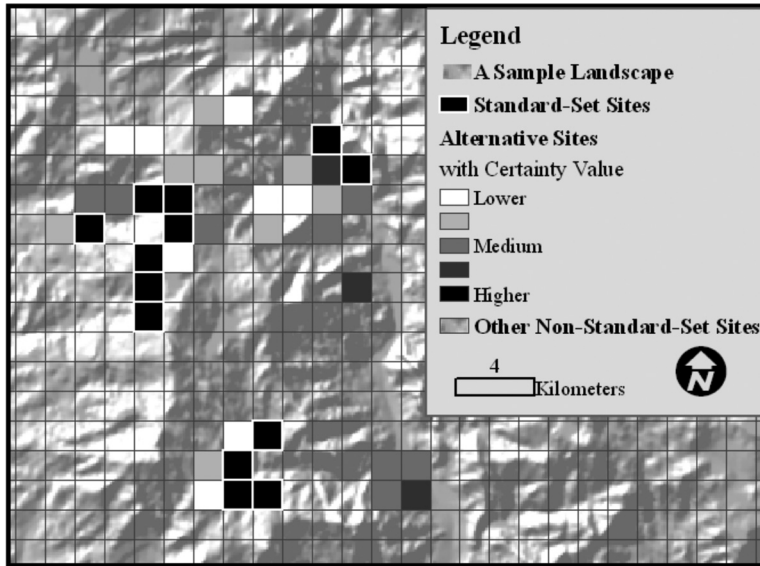 Legend
A Sample Landscape
Standard-Set Sites
Alternative Sites
with Certainty Value
Lower
Medium
Higher
Other Non-Standard-Set Sites
4
Kilometers
N